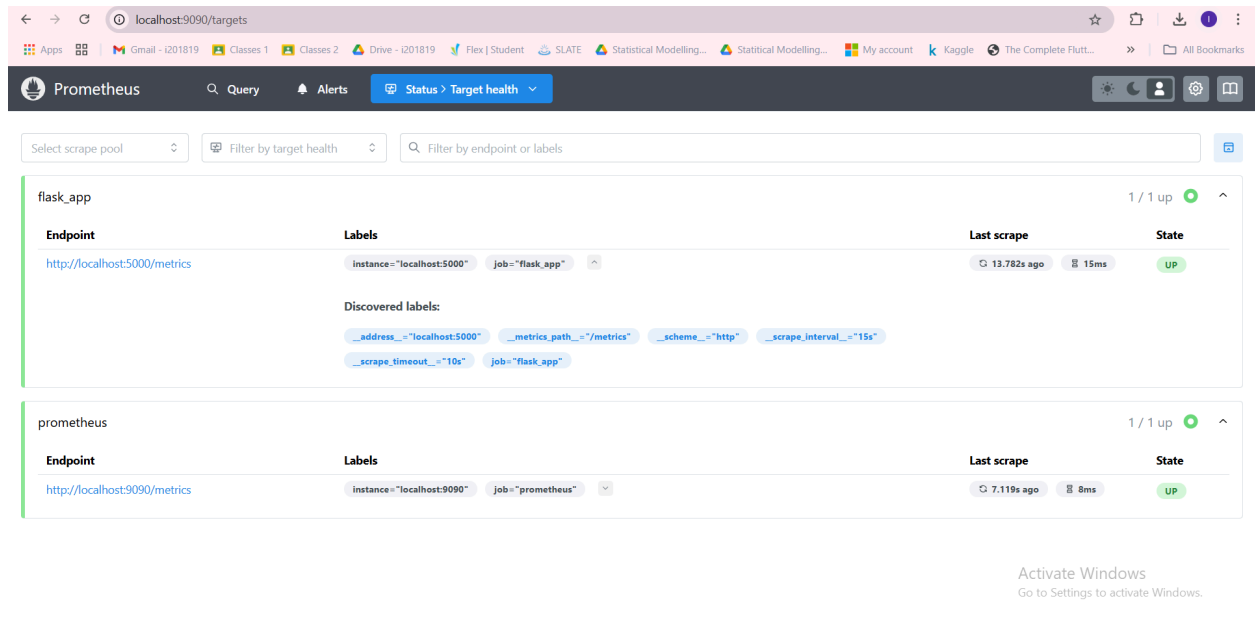 localhost:9090/targets
Apps Gmail - i201819 Classes 1 Classes 2 Drive - i201819 Flex | Student SLATE Statistical Modelling... Statitical Modelling... My account Kaggle The Complete Flutt... » All Bookmarks
Prometheus Query Alerts Status > Target health
Select scrape pool Filter by target health Filter by endpoint or labels
flask_app 1 / 1 up
Endpoint Labels Last scrape State
http://localhost:5000/metrics instance="localhost:5000" job="flask_app" 13.782s ago 15ms UP
Discovered labels:
__address__="localhost:5000" __metrics_path__="/metrics" __scheme__="http" __scrape_interval__="15s"
__scrape_timeout__="10s" job="flask_app"
prometheus 1 / 1 up
Endpoint Labels Last scrape State
http://localhost:9090/metrics instance="localhost:9090" job="prometheus" 7.119s ago 8ms UP
Activate Windows
Go to Settings to activate Windows.